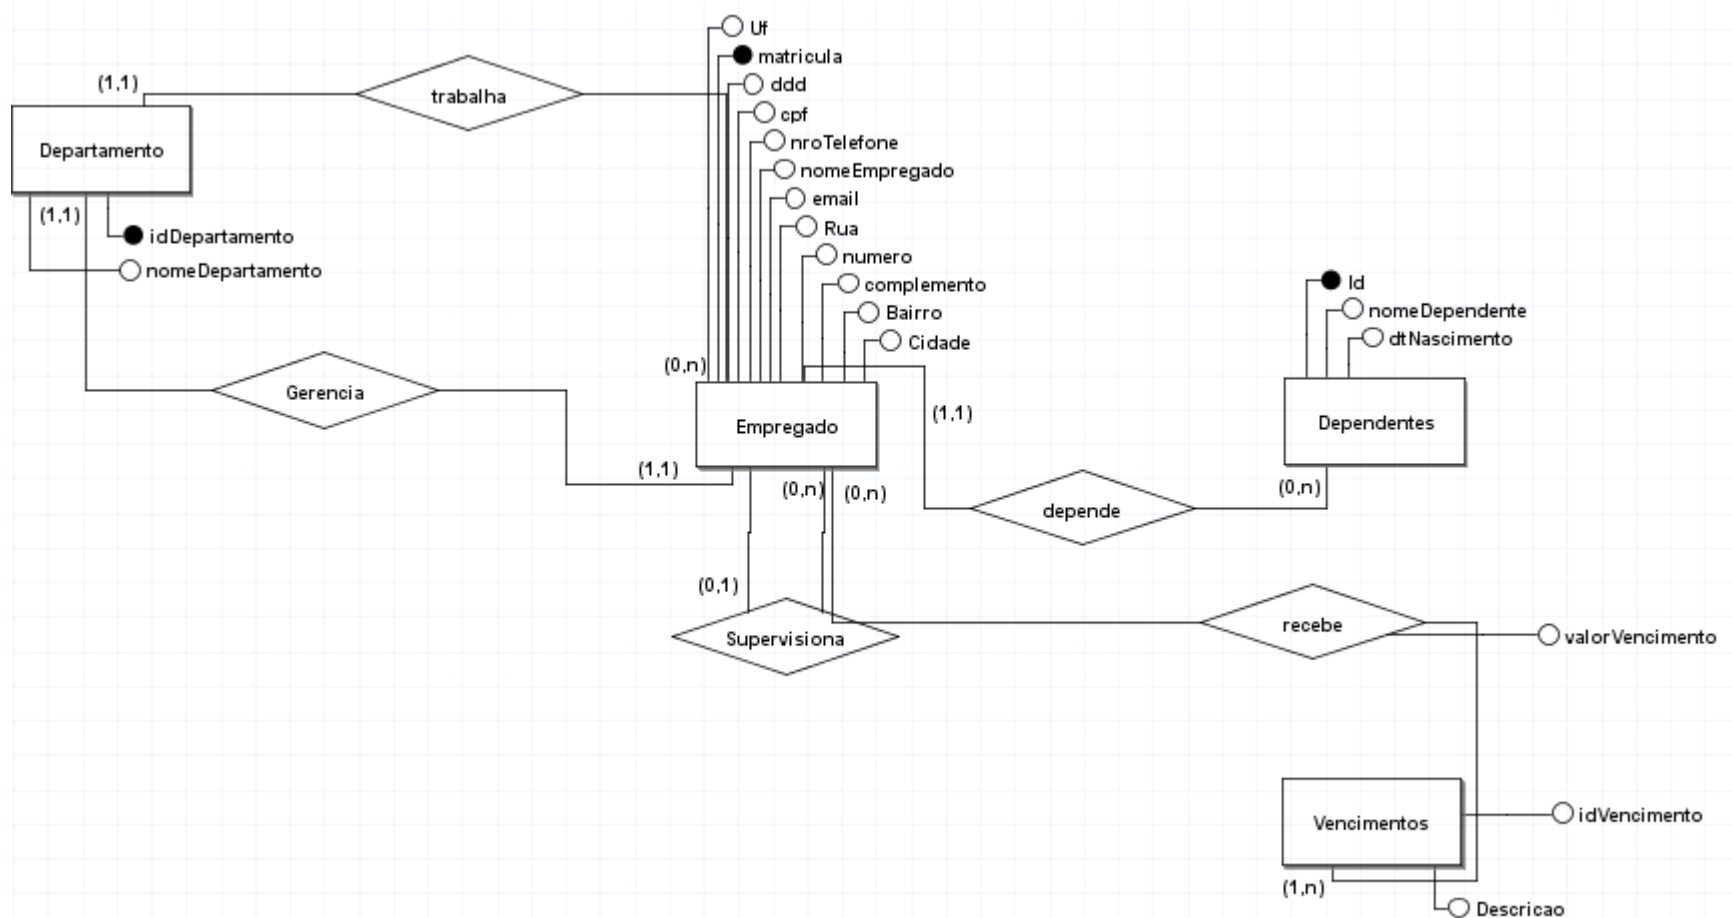 Uf
matricula
(1,1)
trabalha
ddd
cpf
nroTelefone
Departamento
nomeEmpregado
email
(1,1)
Rua
idDepartamento
numero
nomeDepartamento
complemento
Id
Bairro
nomeDependente
Cidade
dtNascimento
(0,n)
Gerencia
(1,1)
Empregado
Dependentes
(1,1)
(0,n)
(0,n)
(0,n)
depende
(0,1)
Supervisiona
recebe
valorVencimento
Vencimentos
idVencimento
(1,n)
Descricao